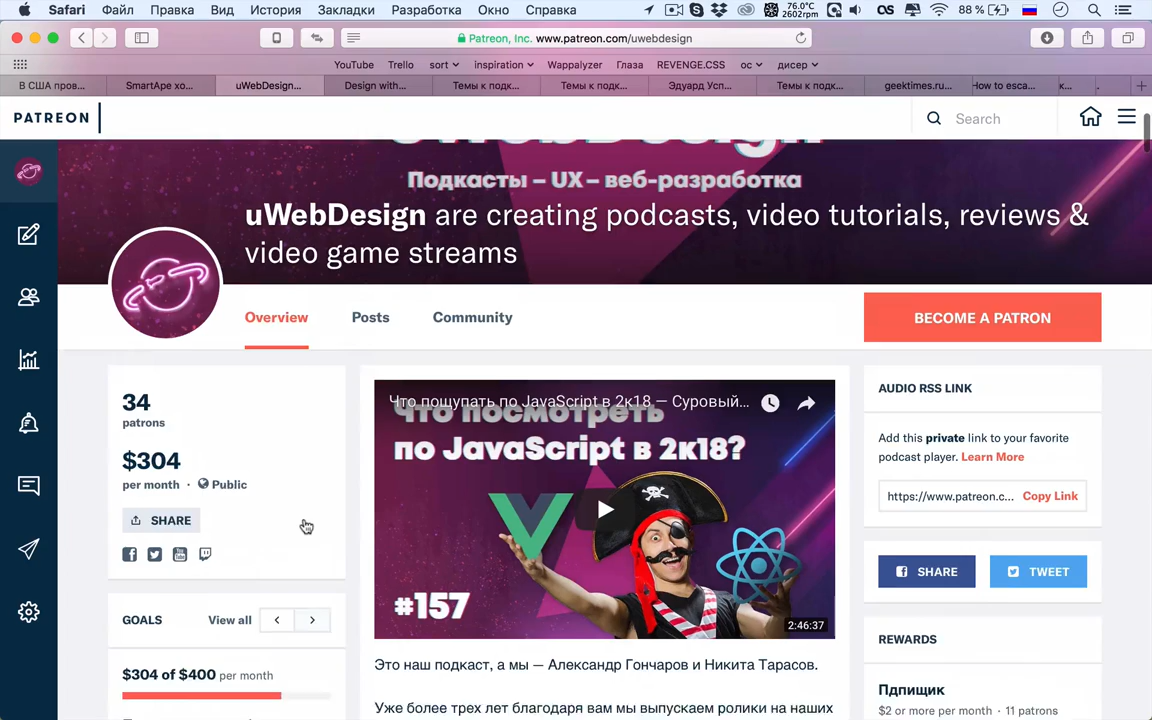 Safari Файл Правка Вид История Закладки Разработка Окно Справка 76.0°C 2602rpm 88 %
Patreon, Inc. www.patreon.com/uwebdesign
YouTube Trello sort inspiration Wappalyzer Глаза REVENGE.CSS ос дисер
В США пров... SmartApe хо... uWebDesign... Design with... Темы к подк... Темы к подк... Эдуард Усп... Темы к подк... geektimes.ru... How to esca... к...
PATREON Search
Подкасты – UX – веб-разработка
uWebDesign are creating podcasts, video tutorials, reviews &
video game streams
Overview Posts Community BECOME A PATRON
34
patrons
$304
per month · Public
SHARE
Что пощупать по JavaScript в 2к18 — Суровый...
Что посмотреть
по JavaScript в 2к18?
#157
2:46:37
AUDIO RSS LINK
Add this private link to your favorite
podcast player. Learn More
https://www.patreon.c... Copy Link
SHARE TWEET
GOALS View all
$304 of $400 per month
Это наш подкаст, а мы — Александр Гончаров и Никита Тарасов.
Уже более трех лет благодаря вам мы выпускаем ролики на наших
REWARDS
Пдпищик
$2 or more per month · 11 patrons